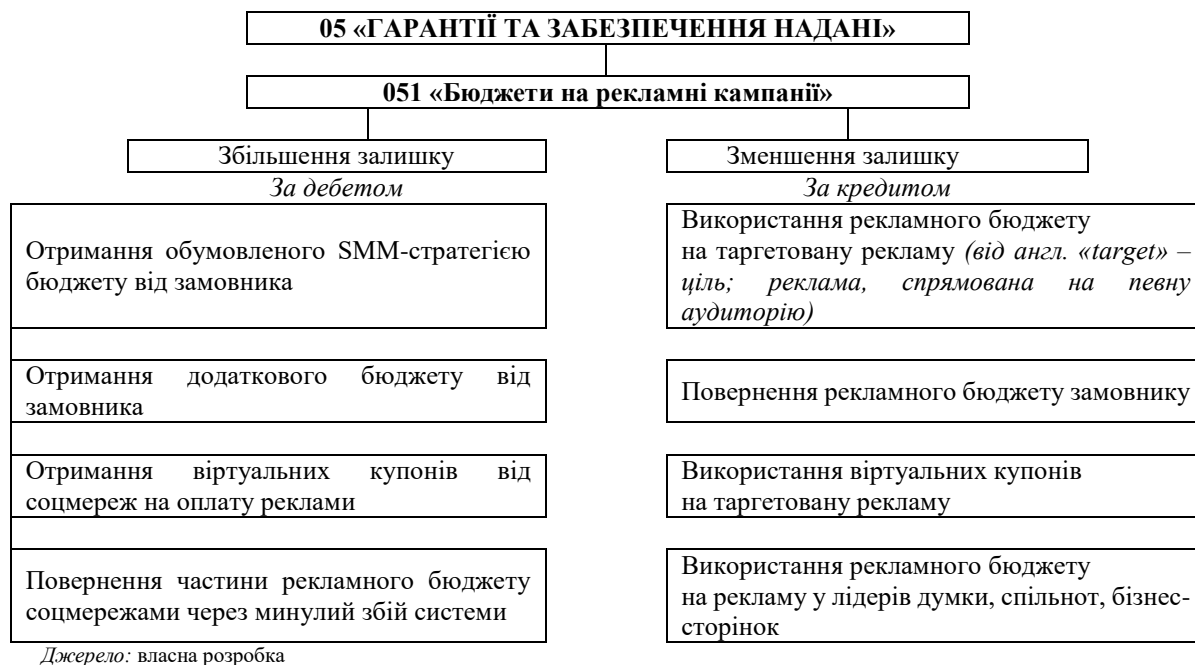 05 «ГАРАНТІЇ ТА ЗАБЕЗПЕЧЕННЯ НАДАНІ»
051 «Бюджети на рекламні кампанії»
Збільшення залишку
За дебетом
Отримання обумовленого SMM-стратегією
бюджету від замовника
Отримання додаткового бюджету від
замовника
Отримання віртуальних купонів від
соцмереж на оплату реклами
Повернення частини рекламного бюджету
соцмережами через минулий збій системи
Зменшення залишку
За кредитом
Використання рекламного бюджету
на таргетовану рекламу (від англ. «target» –
ціль; реклама, спрямована на певну
аудиторію)
Повернення рекламного бюджету замовнику
Використання віртуальних купонів
на таргетовану рекламу
Використання рекламного бюджету
на рекламу у лідерів думки, спільнот, бізнес-
сторінок
Джерело: власна розробка